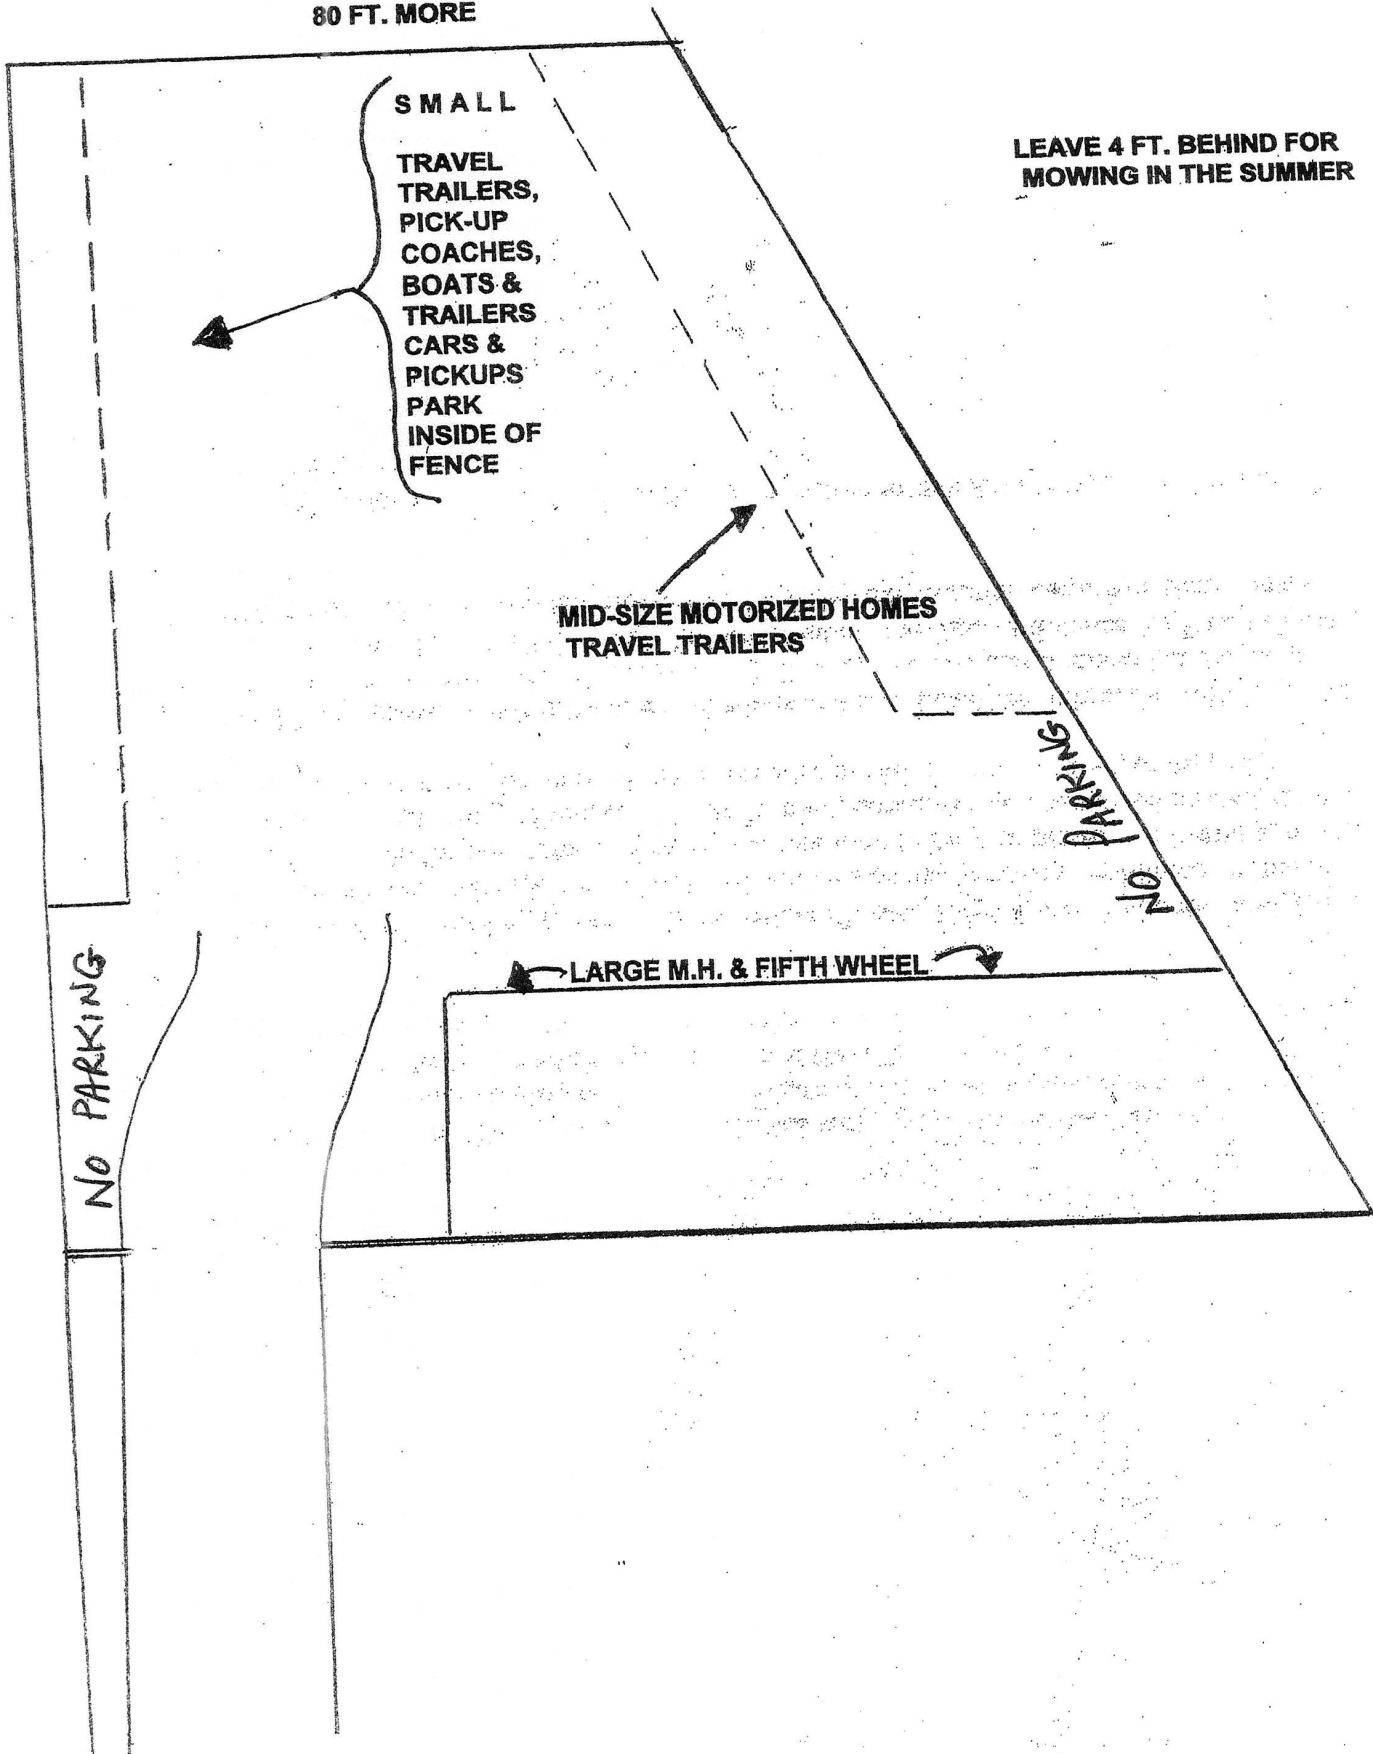 80 FT. MORE
LEAVE 4 FT. BEHIND FOR
MOWING IN THE SUMMER
SMALL
TRAVEL
TRAILERS,
PICK-UP
COACHES,
BOATS &
TRAILERS
CARS &
PICKUPS
PARK
INSIDE OF
FENCE
MID-SIZE MOTORIZED HOMES
TRAVEL TRAILERS
NO PARKING
LARGE M.H. & FIFTH WHEEL
NO PARKING